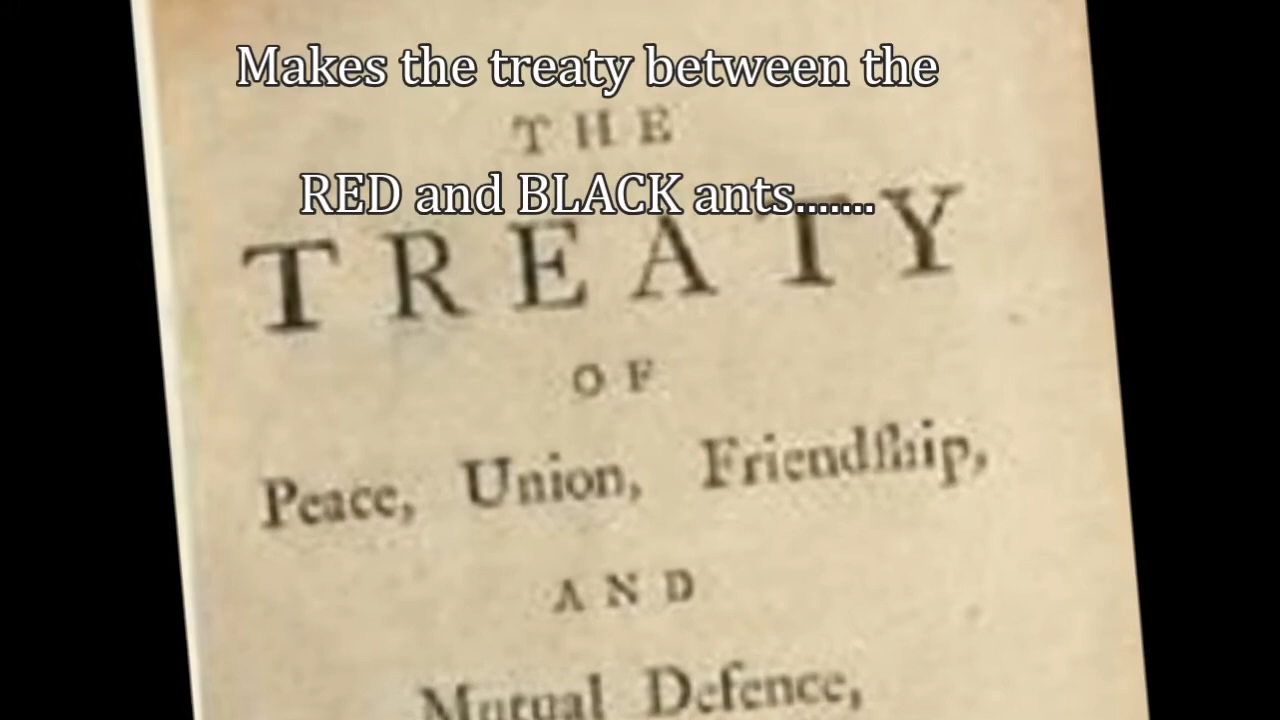 Makes the treaty between the
THE
RED and BLACK ants.......
TREATY
OF
Peace, Union, Friendſhip,
AND
Mutual Defence,